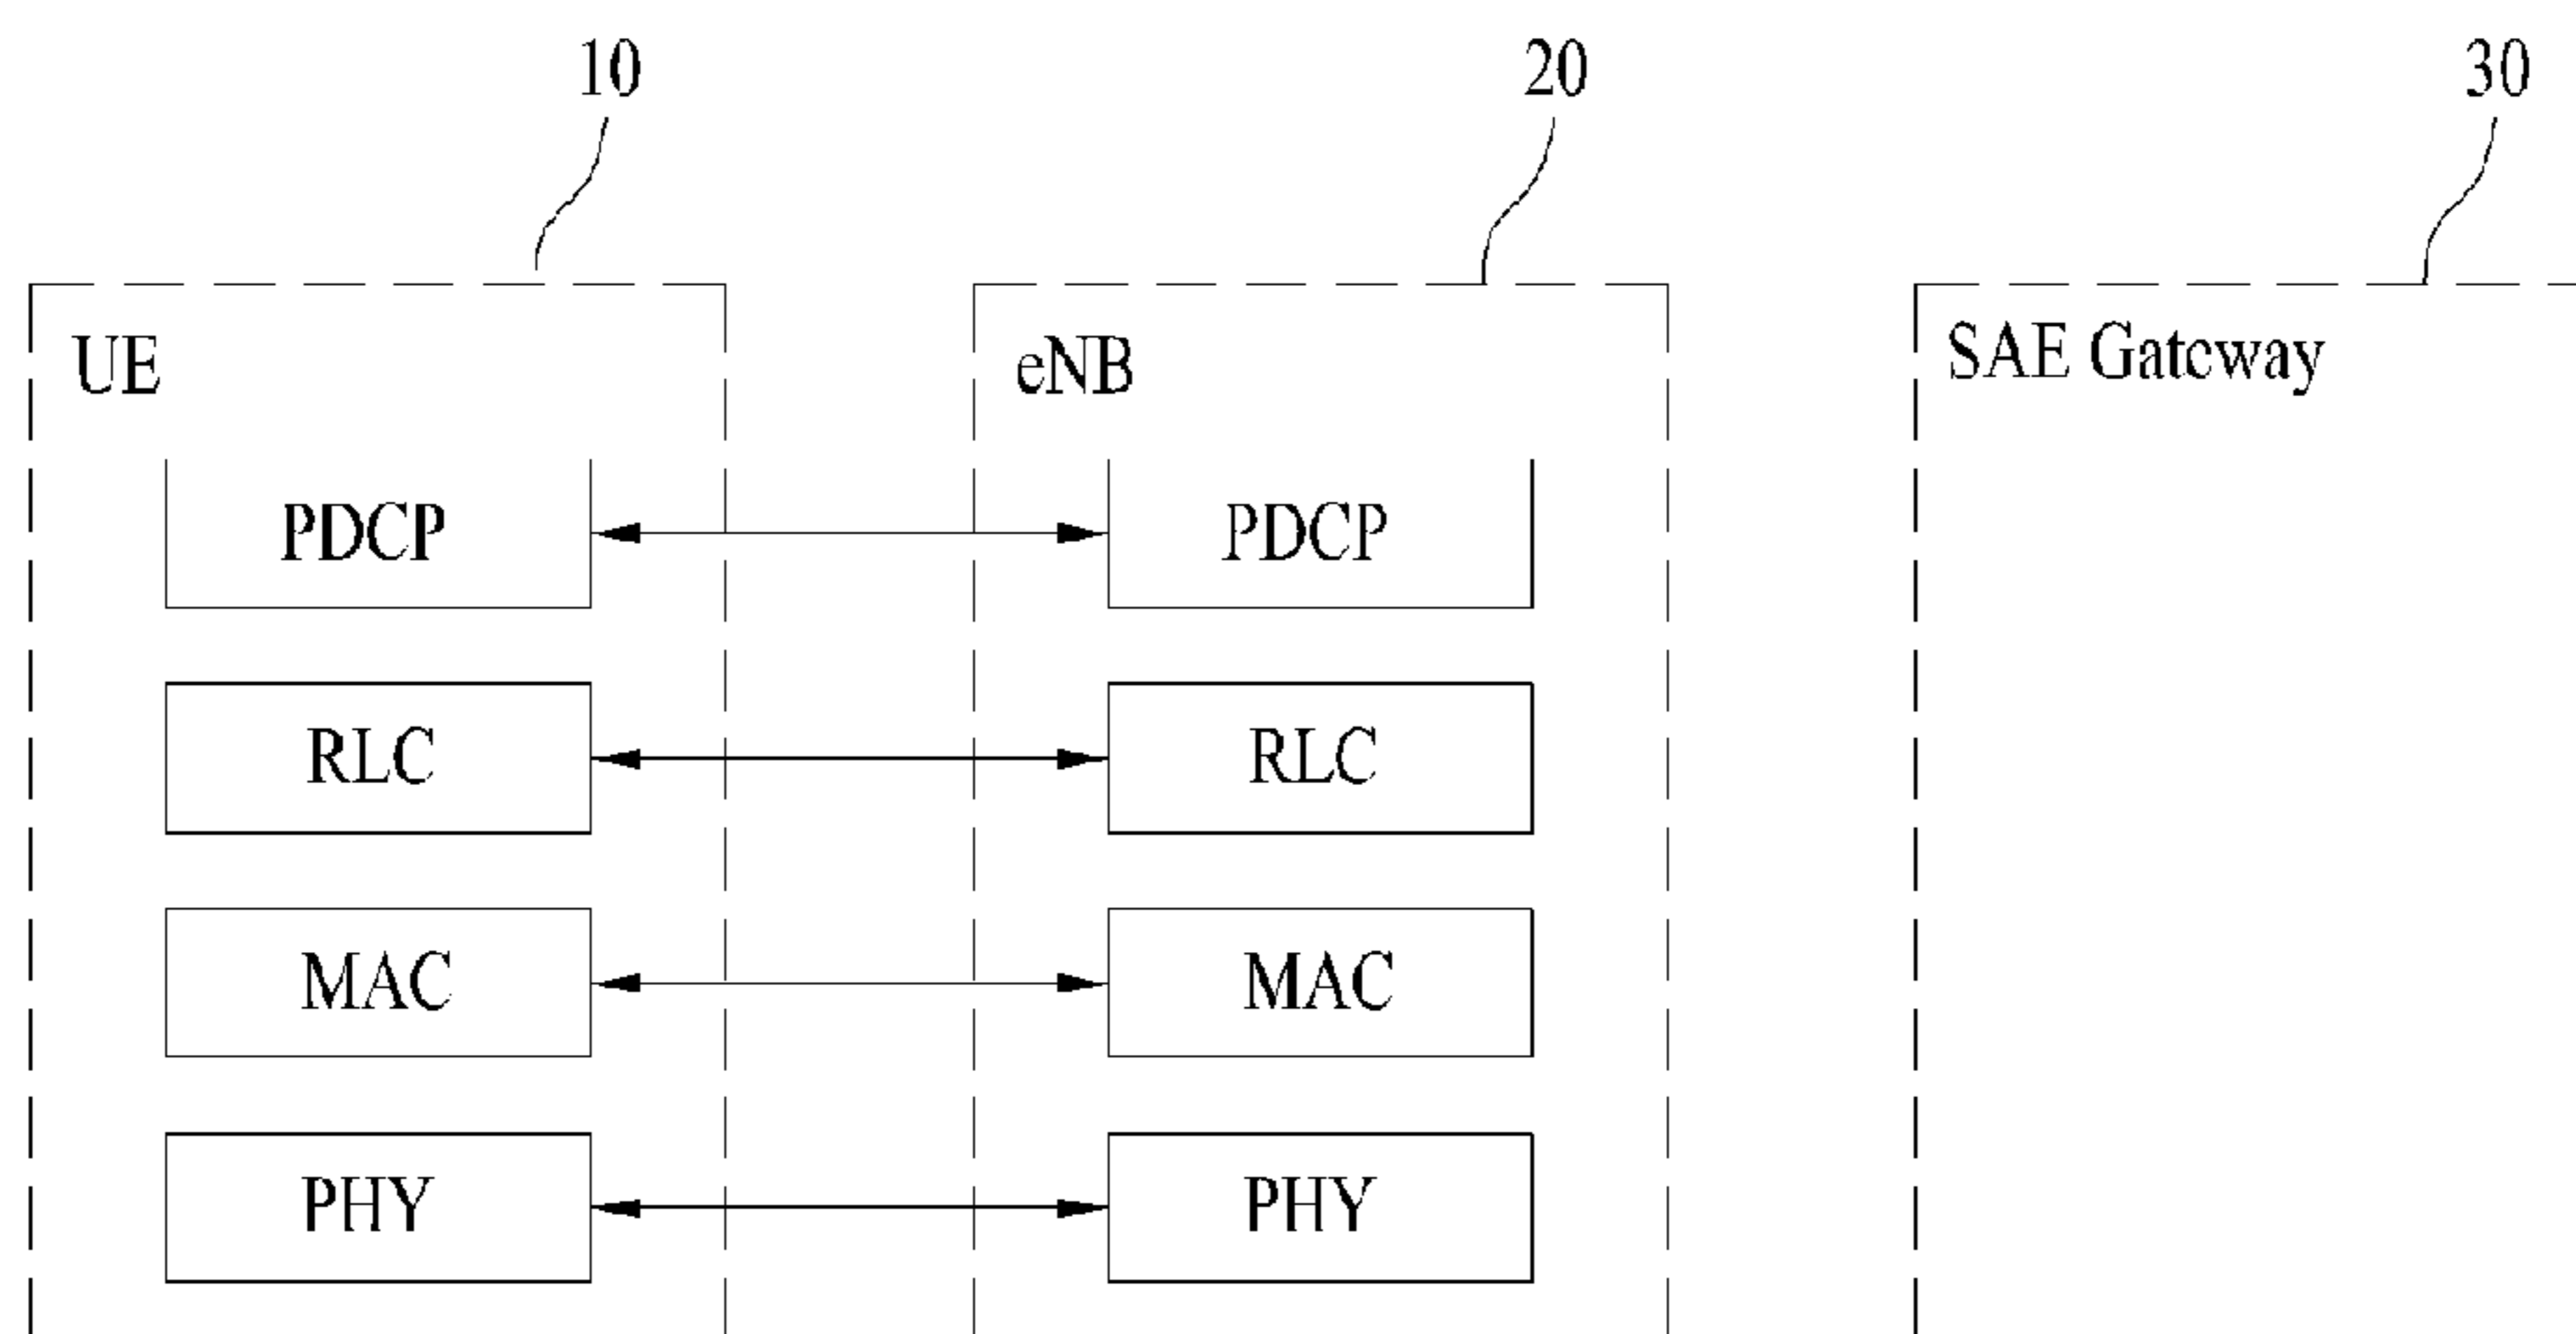 10 20 30
UE eNB SAE Gateway
PDCP PDCP
RLC RLC
MAC MAC
PHY PHY